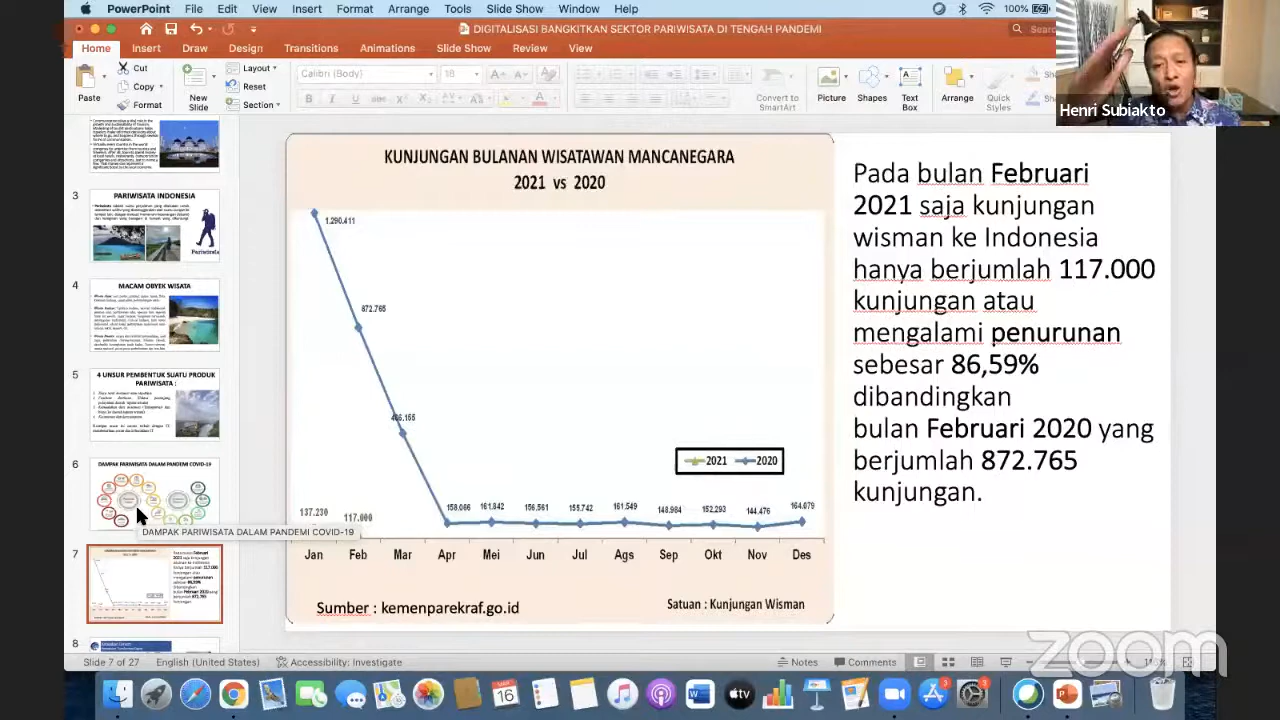 PowerPoint File Edit View Insert Format Arrange Tools Slide Show Window Help 100%
DIGITALISASI BANGKITKAN SEKTOR PARIWISATA DI TENGAH PANDEMI
Home Insert Draw Design Transitions Animations Slide Show Review View
Paste
Cut
Copy
Format
New Slide
Layout
Reset
Section
Calibri (Body) 18
Convert to SmartArt
Picture
Shapes
Text Box
Arrange
Quick Styles
Henri Subiakto
3
PARIWISATA INDONESIA
Pariwisata
4
MACAM OBYEK WISATA
5
4 UNSUR PEMBENTUK SUATU PRODUK
PARIWISATA :
6
DAMPAK PARIWISATA DALAM PANDEMI COVID-19
DAMPAK PARIWISATA DALAM PANDEMI COVID-19
7
8
KUNJUNGAN BULANAN WISATAWAN MANCANEGARA
2021 vs 2020
1.290.411
872.765
2021 2020
137.230 117.000
158.066 161.842 156,561 155.742 161.549 148.984 152,293 144.476 164.079
Jan Feb Mar Apr Mei Jun Jul Ags Sep Okt Nov Des
Sumber : kemenparekraf.go.id
Satuan : Kunjungan Wisman
Pada bulan Februari
2021 saja kunjungan
wisman ke Indonesia
hanya berjumlah 117.000
kunjungan atau
mengalami penurunan
sebesar 86,59%
dibandingkan
bulan Februari 2020 yang
berjumlah 872.765
kunjungan.
Slide 7 of 27 English (United States) Accessibility: Investigate Notes Comments
zoom